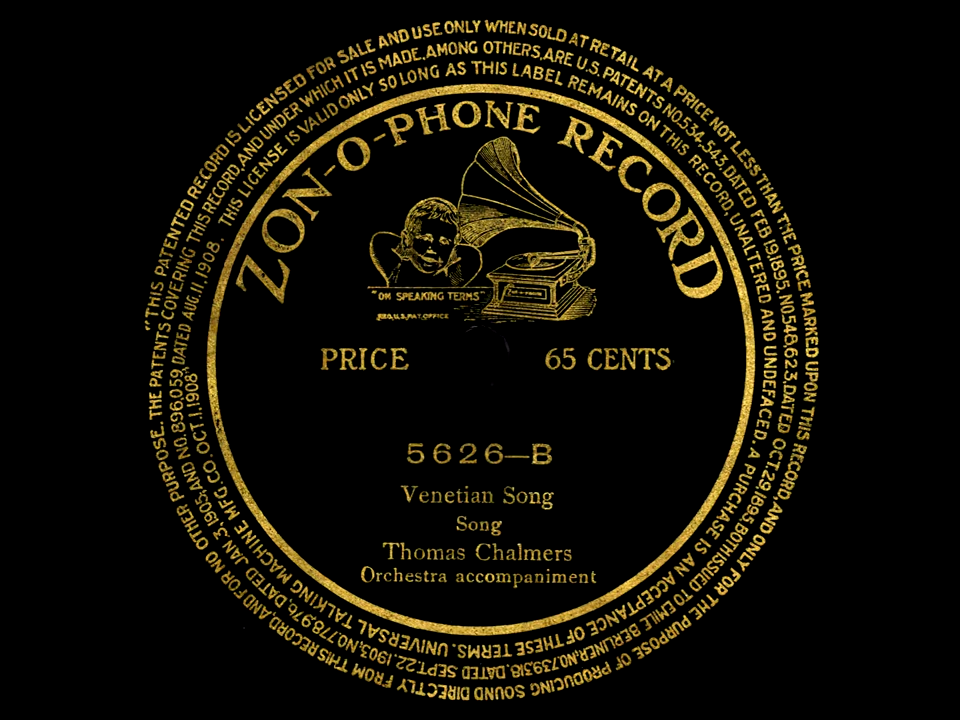 "THIS PATENTED RECORD IS LICENSED FOR SALE AND USE ONLY WHEN SOLD AT RETAIL AT A PRICE NOT LESS THAN THE PRICE MARKED UPON THIS RECORD, AND ONLY FOR THE PURPOSE OF PRODUCING SOUND DIRECTLY FROM THIS RECORD AND FOR NO OTHER PURPOSE. THE PATENTS COVERING THIS RECORD, AND UNDER WHICH IT IS MADE, AMONG OTHERS, ARE U.S. PATENTS NO. 534,543, DATED FEB 19, 1895, NO. 548,623, DATED OCT. 29, 1895, BOTH ISSUED TO EMILE BERLINER, NO. 739,318, DATED SEPT. 22, 1903, NO. 778,976, DATED JAN 3, 1905, AND NO. 896,059, DATED AUG. 11, 1908. THIS LICENSE IS VALID ONLY SO LONG AS THIS LABEL REMAINS ON THIS RECORD, UNALTERED AND UNDEFACED. A PURCHASE IS AN ACCEPTANCE OF THESE TERMS. UNIVERSAL TALKING MACHINE MFG. CO. OCT. 1, 1908"
ZON-O-PHONE RECORD
"ON SPEAKING TERMS"
REG. U.S. PAT. OFFICE
PRICE 65 CENTS
5626—B
Venetian Song
Song
Thomas Chalmers
Orchestra accompaniment